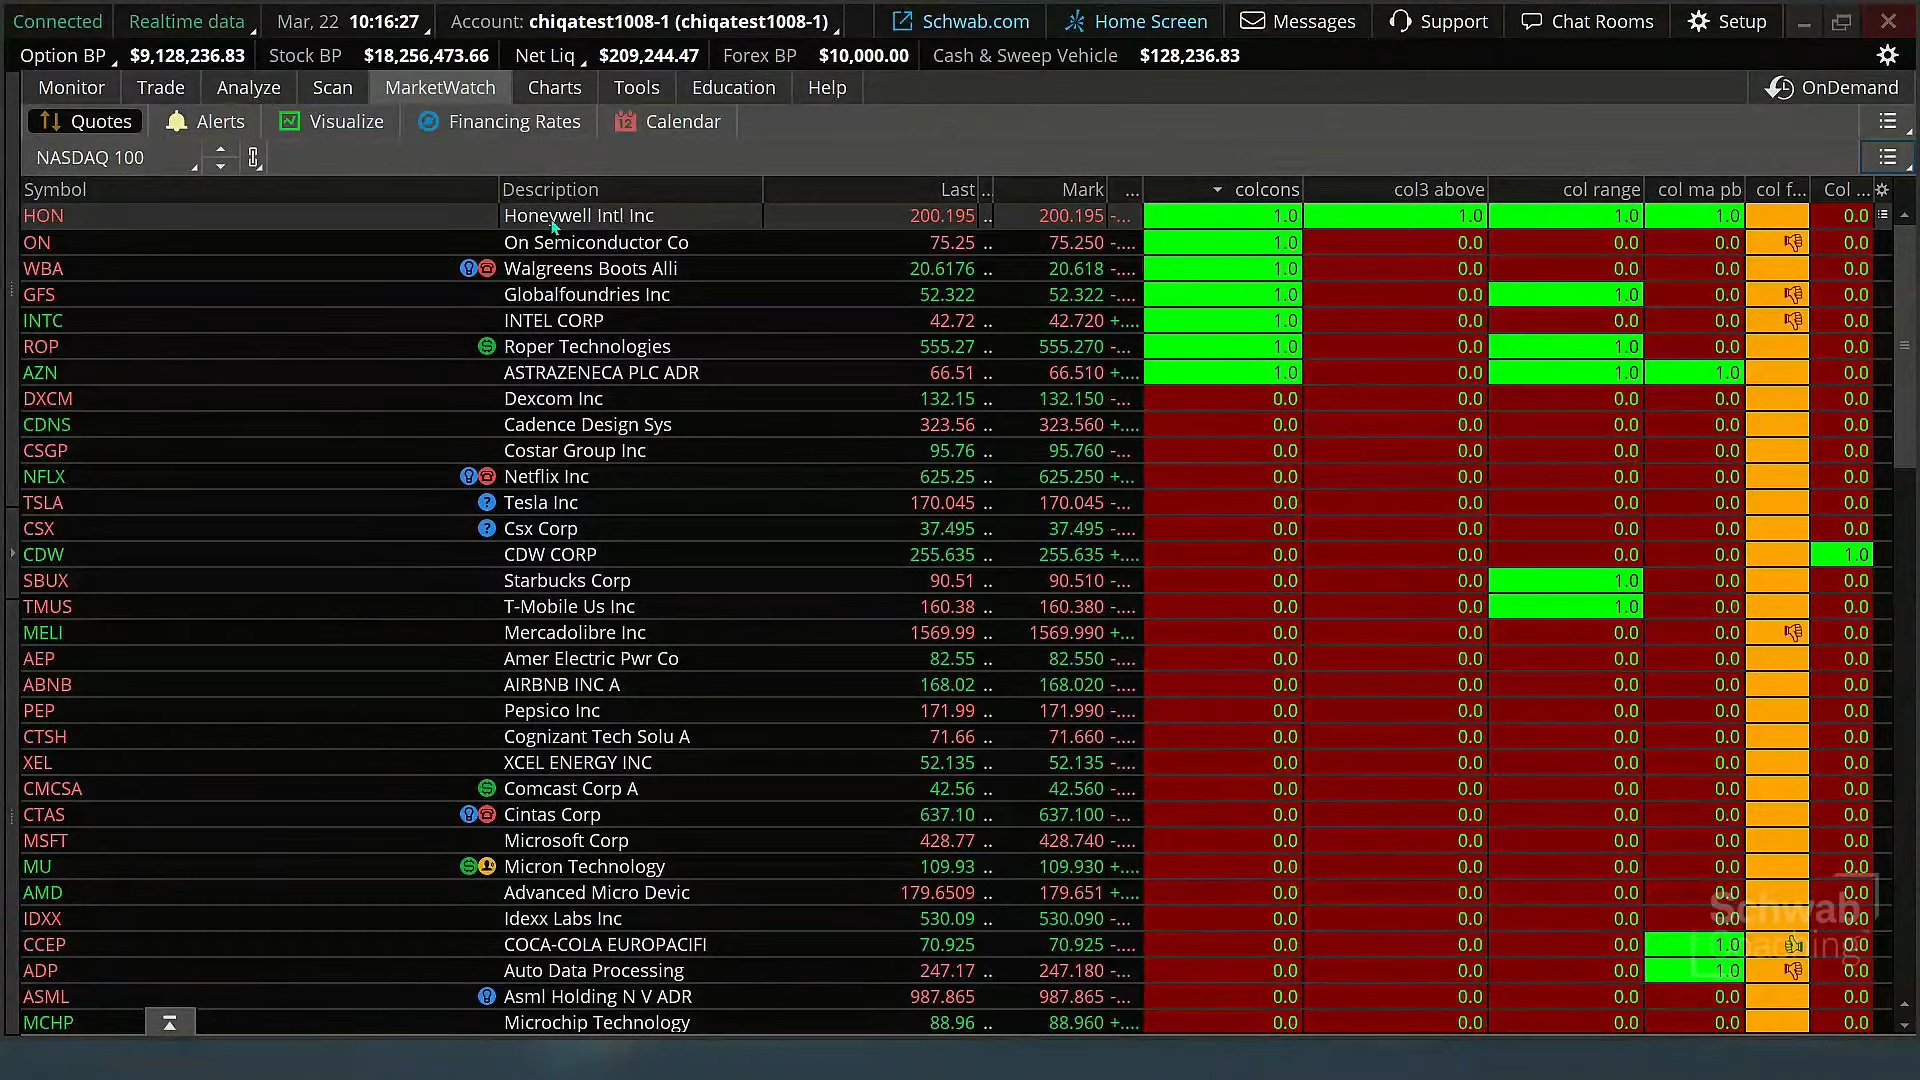 Connected Realtime data Mar, 22 10:16:27 Account: chiqatest1008-1 (chiqatest1008-1) Schwab.com Home Screen Messages Support Chat Rooms Setup
Option BP $9,128,236.83 Stock BP $18,256,473.66 Net Liq $209,244.47 Forex BP $10,000.00 Cash & Sweep Vehicle $128,236.83
Monitor Trade Analyze Scan MarketWatch Charts Tools Education Help OnDemand
Quotes Alerts Visualize Financing Rates 12 Calendar
NASDAQ 100
Symbol Description Last .. Mark ... colcons col3 above col range col ma pb col f... Col ...
HON Honeywell Intl Inc 200.195 .. 200.195 -... 1.0 1.0 1.0 1.0 0.0
ON On Semiconductor Co 75.25 .. 75.250 -.... 1.0 0.0 0.0 0.0 0.0
WBA Walgreens Boots Alli 20.6176 .. 20.618 -.... 1.0 0.0 0.0 0.0 0.0
GFS Globalfoundries Inc 52.322 .. 52.322 -.... 1.0 0.0 1.0 0.0 0.0
INTC INTEL CORP 42.72 .. 42.720 +.... 1.0 0.0 0.0 0.0 0.0
ROP Roper Technologies 555.27 .. 555.270 -... 1.0 0.0 1.0 0.0 0.0
AZN ASTRAZENECA PLC ADR 66.51 .. 66.510 +.... 1.0 0.0 1.0 1.0 0.0
DXCM Dexcom Inc 132.15 .. 132.150 -... 0.0 0.0 0.0 0.0 0.0
CDNS Cadence Design Sys 323.56 .. 323.560 +.... 0.0 0.0 0.0 0.0 0.0
CSGP Costar Group Inc 95.76 .. 95.760 -.... 0.0 0.0 0.0 0.0 0.0
NFLX Netflix Inc 625.25 .. 625.250 +... 0.0 0.0 0.0 0.0 0.0
TSLA Tesla Inc 170.045 .. 170.045 -... 0.0 0.0 0.0 0.0 0.0
CSX Csx Corp 37.495 .. 37.495 -.... 0.0 0.0 0.0 0.0 0.0
CDW CDW CORP 255.635 .. 255.635 +.... 0.0 0.0 0.0 0.0 1.0
SBUX Starbucks Corp 90.51 .. 90.510 -.... 0.0 0.0 1.0 0.0 0.0
TMUS T-Mobile Us Inc 160.38 .. 160.380 -... 0.0 0.0 1.0 0.0 0.0
MELI Mercadolibre Inc 1569.99 .. 1569.990 +... 0.0 0.0 0.0 0.0 0.0
AEP Amer Electric Pwr Co 82.55 .. 82.550 -.... 0.0 0.0 0.0 0.0 0.0
ABNB AIRBNB INC A 168.02 .. 168.020 -.... 0.0 0.0 0.0 0.0 0.0
PEP Pepsico Inc 171.99 .. 171.990 -.... 0.0 0.0 0.0 0.0 0.0
CTSH Cognizant Tech Solu A 71.66 .. 71.660 -.... 0.0 0.0 0.0 0.0 0.0
XEL XCEL ENERGY INC 52.135 .. 52.135 -.... 0.0 0.0 0.0 0.0 0.0
CMCSA Comcast Corp A 42.56 .. 42.560 -.... 0.0 0.0 0.0 0.0 0.0
CTAS Cintas Corp 637.10 .. 637.100 -... 0.0 0.0 0.0 0.0 0.0
MSFT Microsoft Corp 428.77 .. 428.740 -... 0.0 0.0 0.0 0.0 0.0
MU Micron Technology 109.93 .. 109.930 +.... 0.0 0.0 0.0 0.0 0.0
AMD Advanced Micro Devic 179.6509 .. 179.651 +.... 0.0 0.0 0.0 0.0 0.0
IDXX Idexx Labs Inc 530.09 .. 530.090 -... 0.0 0.0 0.0 0.0 0.0
CCEP COCA-COLA EUROPACIFI 70.925 .. 70.925 -.... 0.0 0.0 0.0 1.0 0.0
ADP Auto Data Processing 247.17 .. 247.180 -... 0.0 0.0 0.0 1.0 0.0
ASML Asml Holding N V ADR 987.865 .. 987.865 -... 0.0 0.0 0.0 0.0 0.0
MCHP Microchip Technology 88.96 .. 88.960 +.... 0.0 0.0 0.0 0.0 0.0
Schwab
Coaching